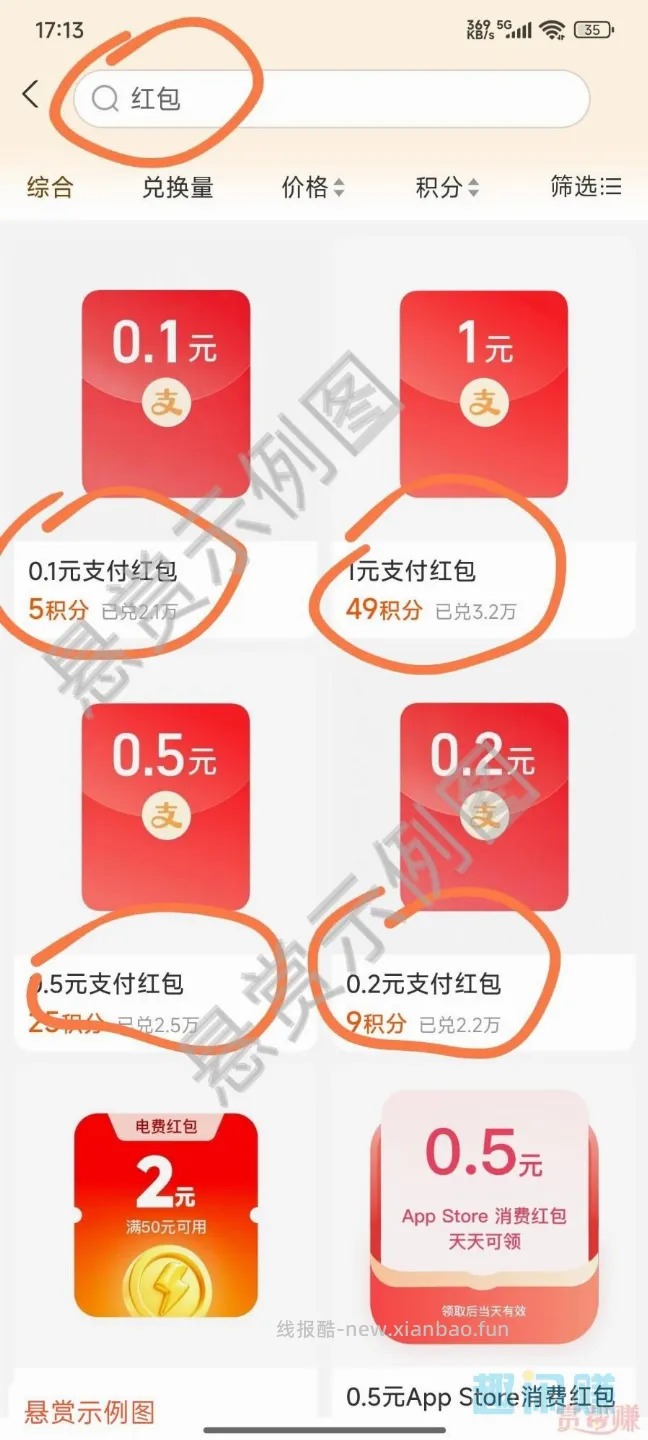 17:13
369 KB/s 5G 35
红包
综合 兑换量 价格 积分 筛选
0.1元
支
1元
支
0.1元支付红包
5积分 已兑2.1万
1元支付红包
49积分 已兑3.2万
悬赏示例图
0.5元
支
0.2元
支
0.5元支付红包
25积分 已兑2.5万
0.2元支付红包
9积分 已兑2.2万
悬赏示例图
电费红包
2元
满50元可用
0.5元
App Store 消费红包
天天可领
领取后当天有效
线报酷-new.xianbao.fun
0.5元App Store消费红包
悬赏示例图
趣闲赚